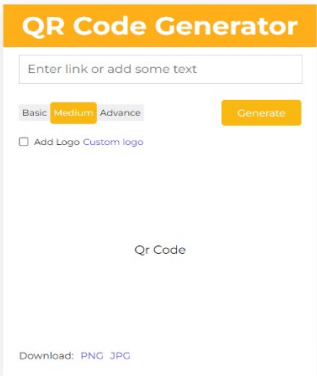 QR Code Generator
Enter link or add some text
Basic Medium Advance Generate
Add Logo Custom logo
Qr Code
Download: PNG JPG